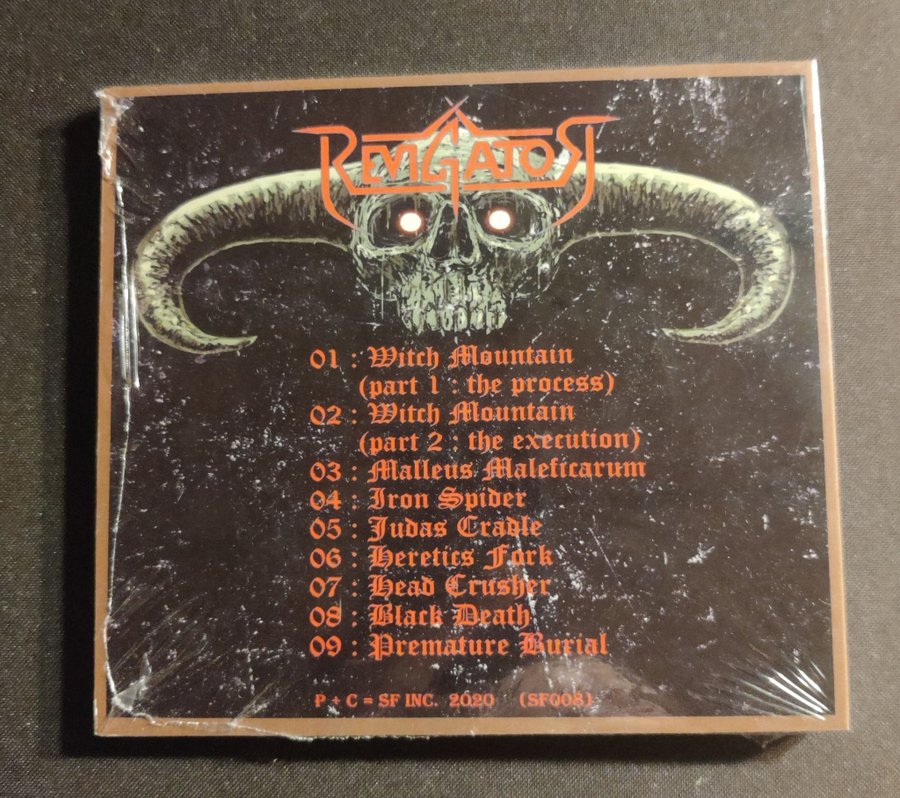 REVIGATOR
01 : Witch Mountain
(part 1 : the process)
02 : Witch Mountain
(part 2 : the execution)
03 : Malleus Maleficarum
04 : Iron Spider
05 : Judas Cradle
06 : Heretics Fork
07 : Head Crusher
08 : Black Death
09 : Premature Burial
P + C = SF INC. 2020 (SF008)